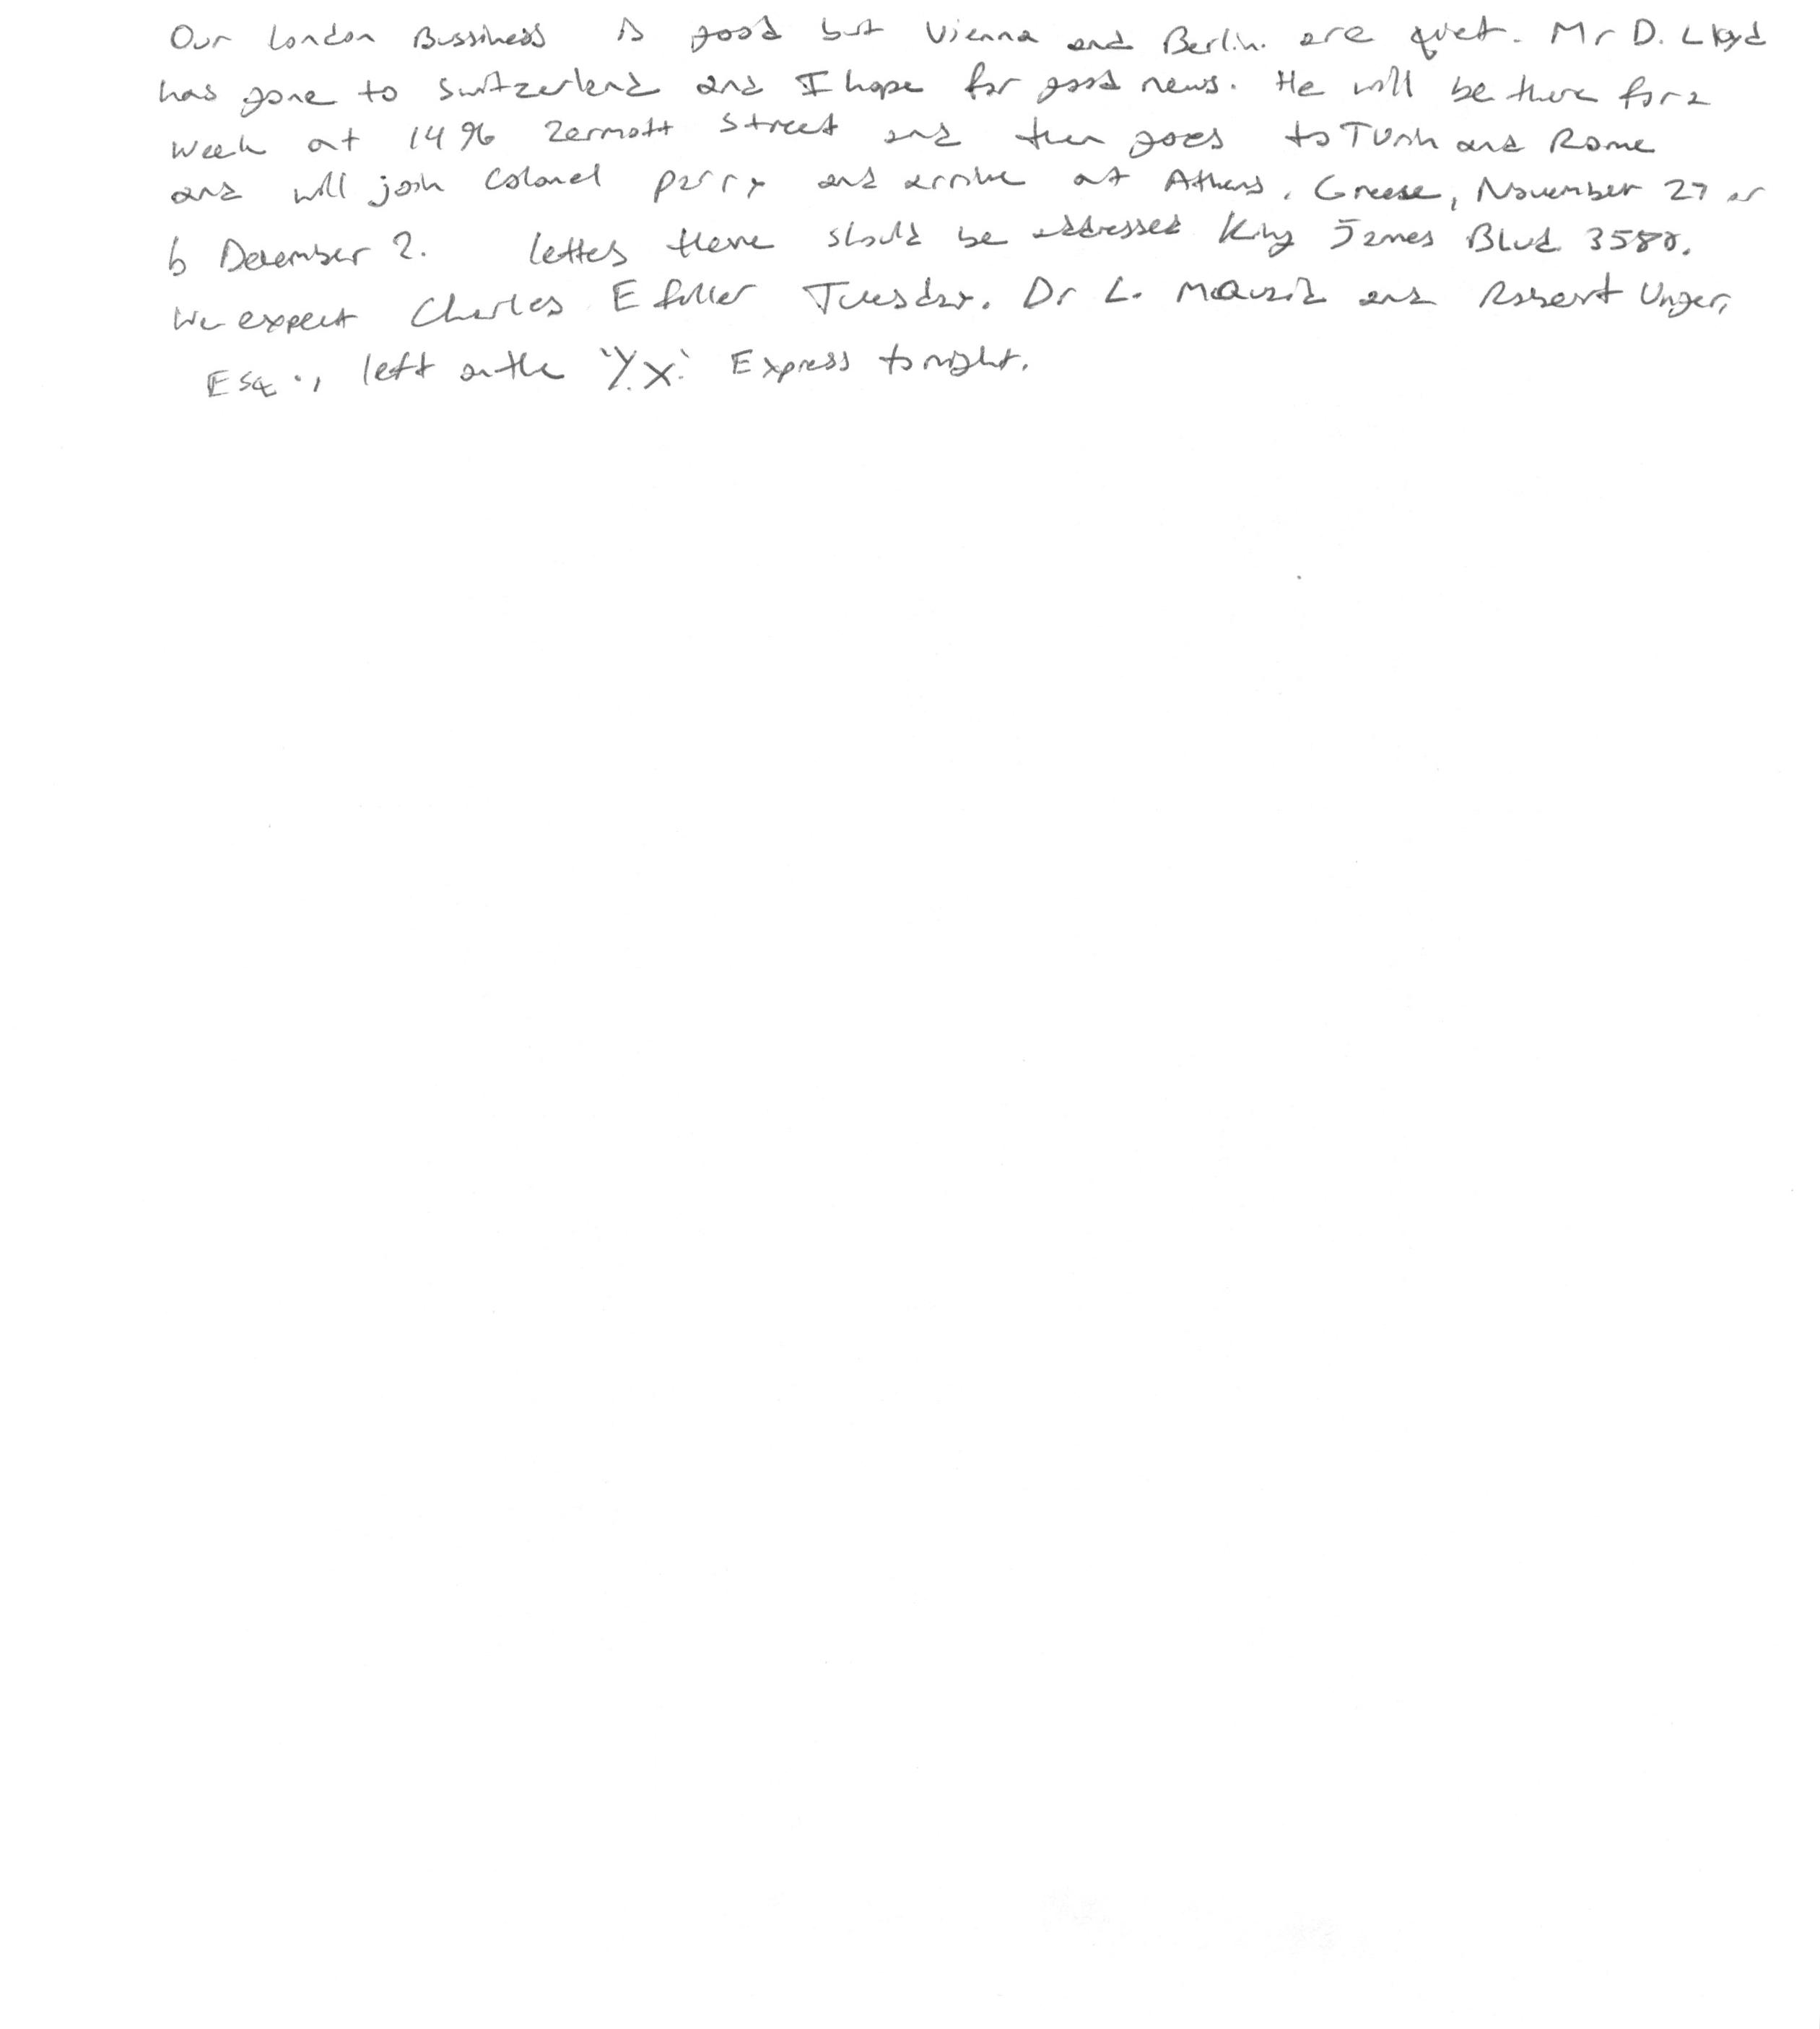 Our London Bussiness is good but Vienna and Berlin. are quiet. Mr D. Lloyd
has gone to Switzerland and I hope for good news. He will be there for a
week at 1496 Zermott Street and then goes to Turin and Rome
and will join Colonel Parry and arrive at Athens, Greese, November 27 or
December 2. letters there should be addressed King James Blvd 3580.
We expect Charles E fuller Tuesday. Dr L. and Robert Unger,
Esq., left on the "Y.X." Express tonight.